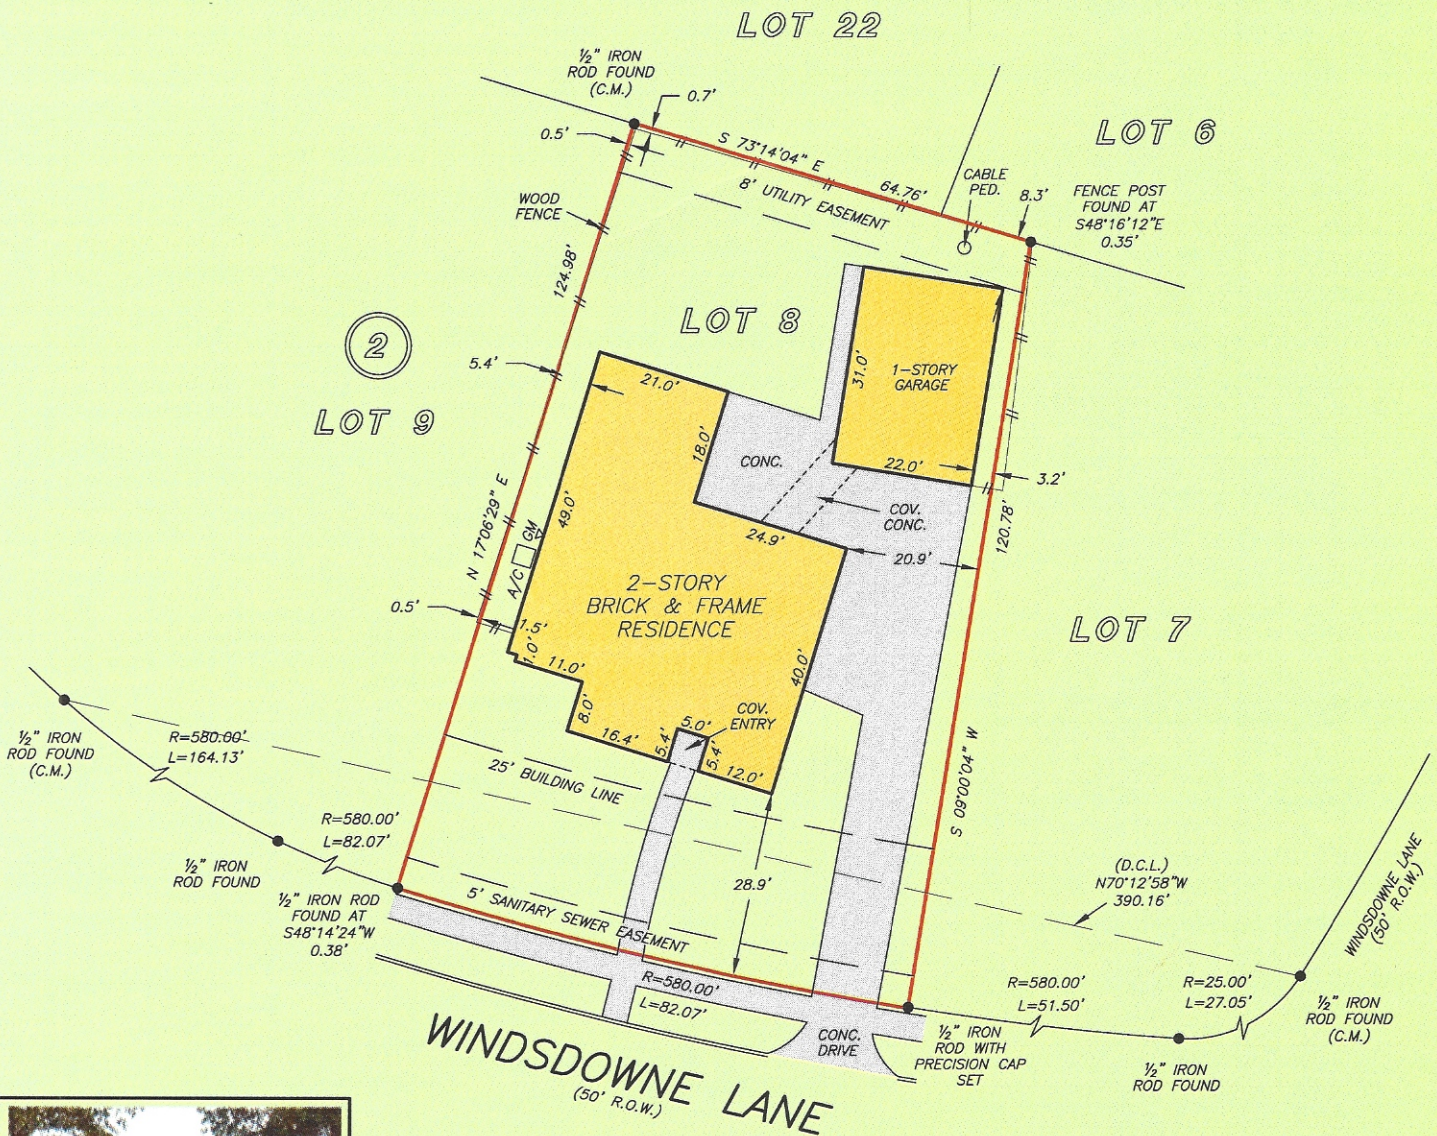 LOT 22
½" IRON
ROD FOUND
(C.M.)
0.7'
0.5'
S 73°14'04" E
64.76'
LOT 6
8' UTILITY EASEMENT
CABLE
PED.
8.3'
FENCE POST
FOUND AT
S48°16'12"E
0.35'
WOOD
FENCE
124.98'
LOT 8
2
5.4'
LOT 9
21.0'
31.0'
1-STORY
GARAGE
18.0'
CONC.
22.0'
3.2'
COV.
CONC.
120.78'
49.0'
N 17°06'29" E
GM
A/C
24.9'
20.9'
2-STORY
BRICK & FRAME
RESIDENCE
0.5'
1.5'
1.0'
11.0'
LOT 7
40.0'
8.0'
COV.
ENTRY
5.0'
16.4'
5.4'
5.4'
12.0'
½" IRON
ROD FOUND
(C.M.)
R=580.00'
L=164.13'
25' BUILDING LINE
S 09°00'04" W
R=580.00'
L=82.07'
½" IRON
ROD FOUND
½" IRON ROD
FOUND AT
S48°14'24"W
0.38'
5' SANITARY SEWER EASEMENT
28.9'
(D.C.L.)
N70°12'58"W
390.16'
WINDSDOWNE LANE
(50' R.O.W.)
R=580.00'
L=82.07'
R=580.00'
L=51.50'
R=25.00'
L=27.05'
½" IRON
ROD FOUND
(C.M.)
CONC.
DRIVE
½" IRON
ROD WITH
PRECISION CAP
SET
½" IRON
ROD FOUND
WINDSDOWNE LANE
(50' R.O.W.)